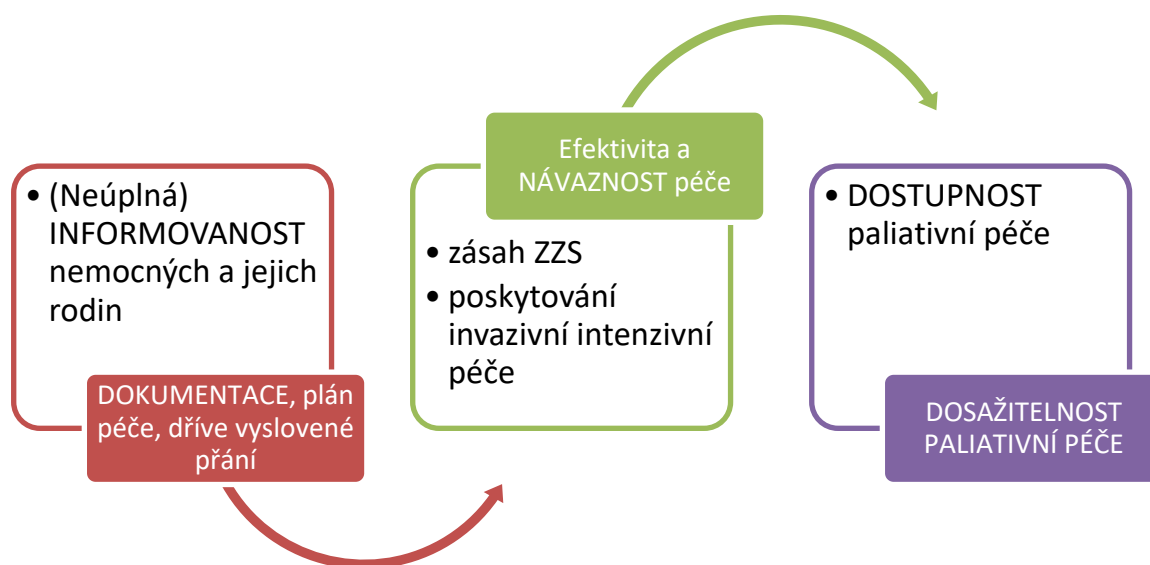 • (Neúplná)
INFORMOVANOST
nemocných a jejich
rodin
DOKUMENTACE, plán
péče, dříve vyslovené
přání
Efektivita a
NÁVAZNOST péče
• zásah ZZS
• poskytování
invazivní intenzivní
péče
• DOSTUPNOST
paliativní péče
DOSAŽITELNOST
PALIATIVNÍ PÉČE